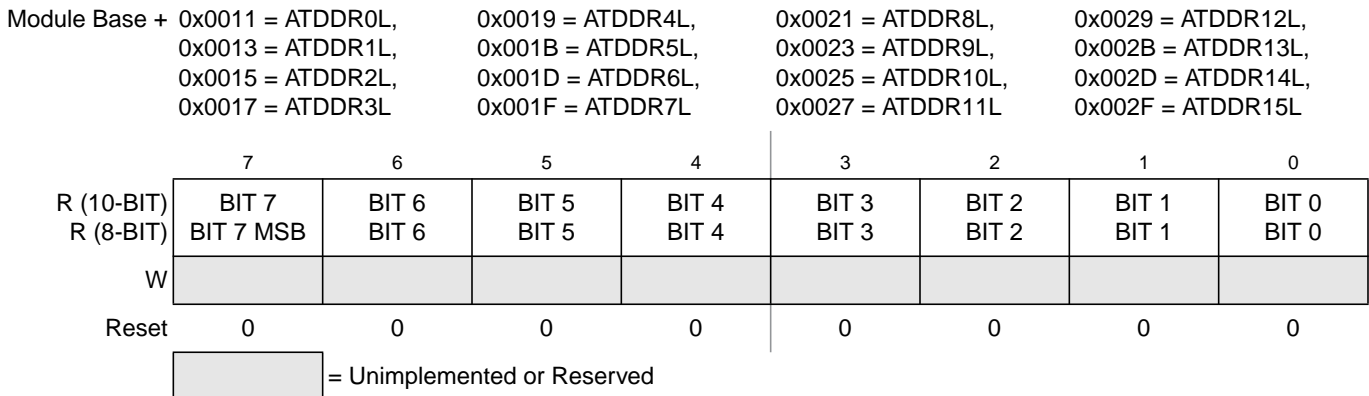 Module Base + 0x0011 = ATDDR0L, 0x0019 = ATDDR4L, 0x0021 = ATDDR8L, 0x0029 = ATDDR12L,
0x0013 = ATDDR1L, 0x001B = ATDDR5L, 0x0023 = ATDDR9L, 0x002B = ATDDR13L,
0x0015 = ATDDR2L, 0x001D = ATDDR6L, 0x0025 = ATDDR10L, 0x002D = ATDDR14L,
0x0017 = ATDDR3L 0x001F = ATDDR7L 0x0027 = ATDDR11L 0x002F = ATDDR15L
7 6 5 4 3 2 1 0
R (10-BIT) BIT 7 BIT 6 BIT 5 BIT 4 BIT 3 BIT 2 BIT 1 BIT 0
R (8-BIT) BIT 7 MSB BIT 6 BIT 5 BIT 4 BIT 3 BIT 2 BIT 1 BIT 0
W
Reset 0 0 0 0 0 0 0 0
= Unimplemented or Reserved